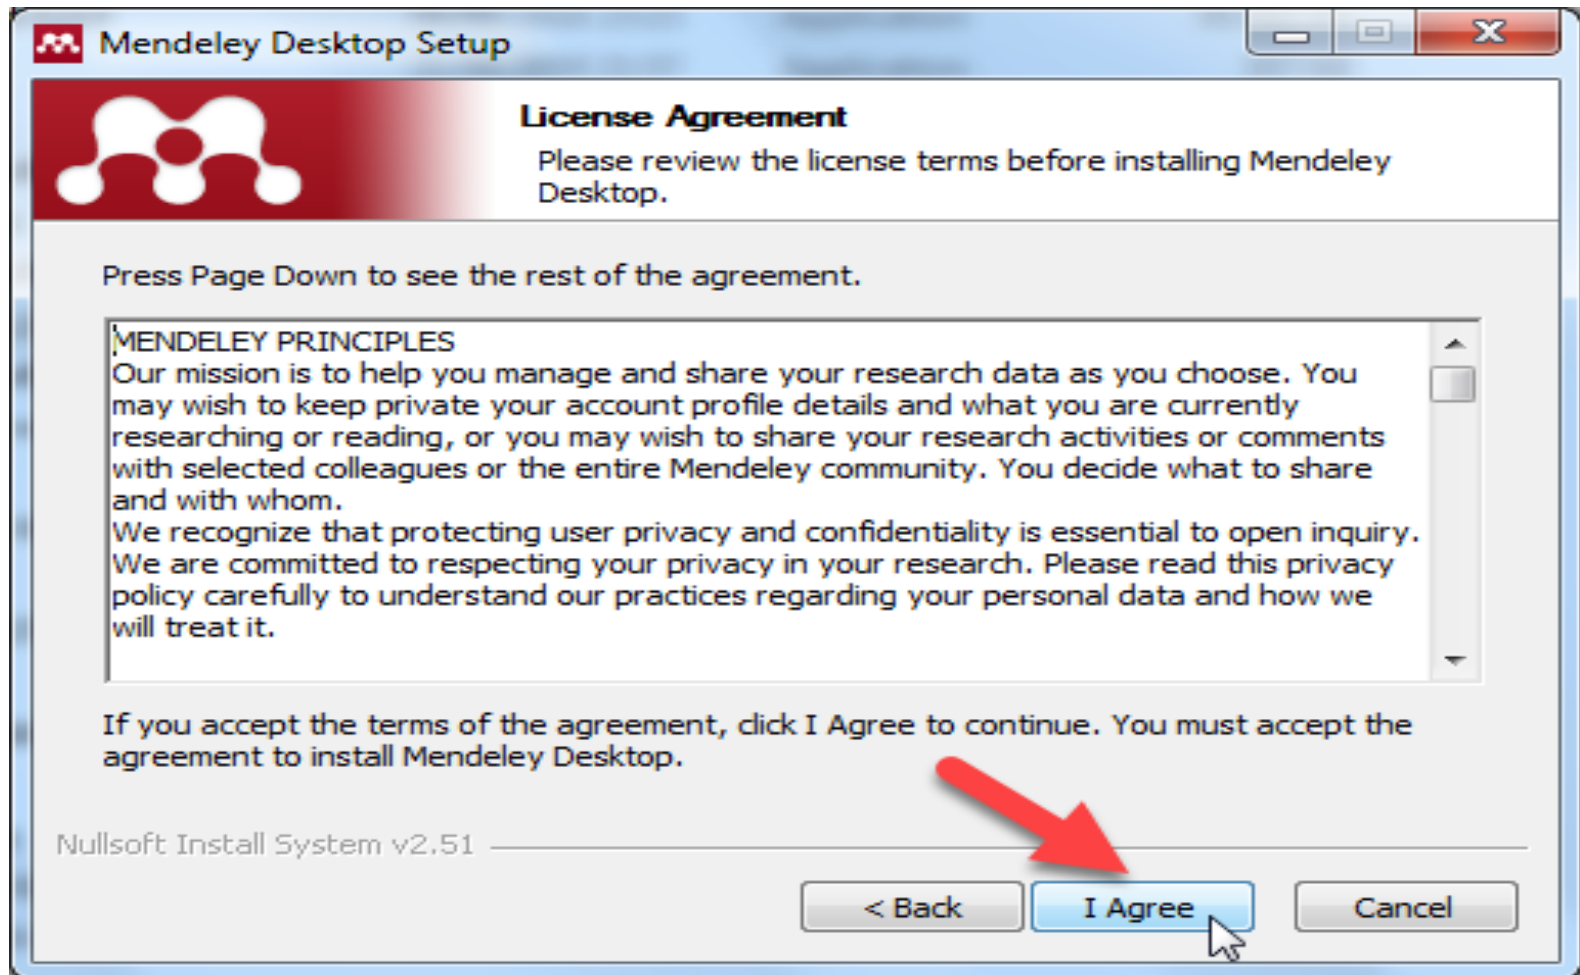 Mendeley Desktop Setup
License Agreement
Please review the license terms before installing Mendeley
Desktop.
Press Page Down to see the rest of the agreement.
MENDELEY PRINCIPLES
Our mission is to help you manage and share your research data as you choose. You
may wish to keep private your account profile details and what you are currently
researching or reading, or you may wish to share your research activities or comments
with selected colleagues or the entire Mendeley community. You decide what to share
and with whom.
We recognize that protecting user privacy and confidentiality is essential to open inquiry.
We are committed to respecting your privacy in your research. Please read this privacy
policy carefully to understand our practices regarding your personal data and how we
will treat it.
If you accept the terms of the agreement, click I Agree to continue. You must accept the
agreement to install Mendeley Desktop.
Nullsoft Install System v2.51
< Back
I Agree
Cancel